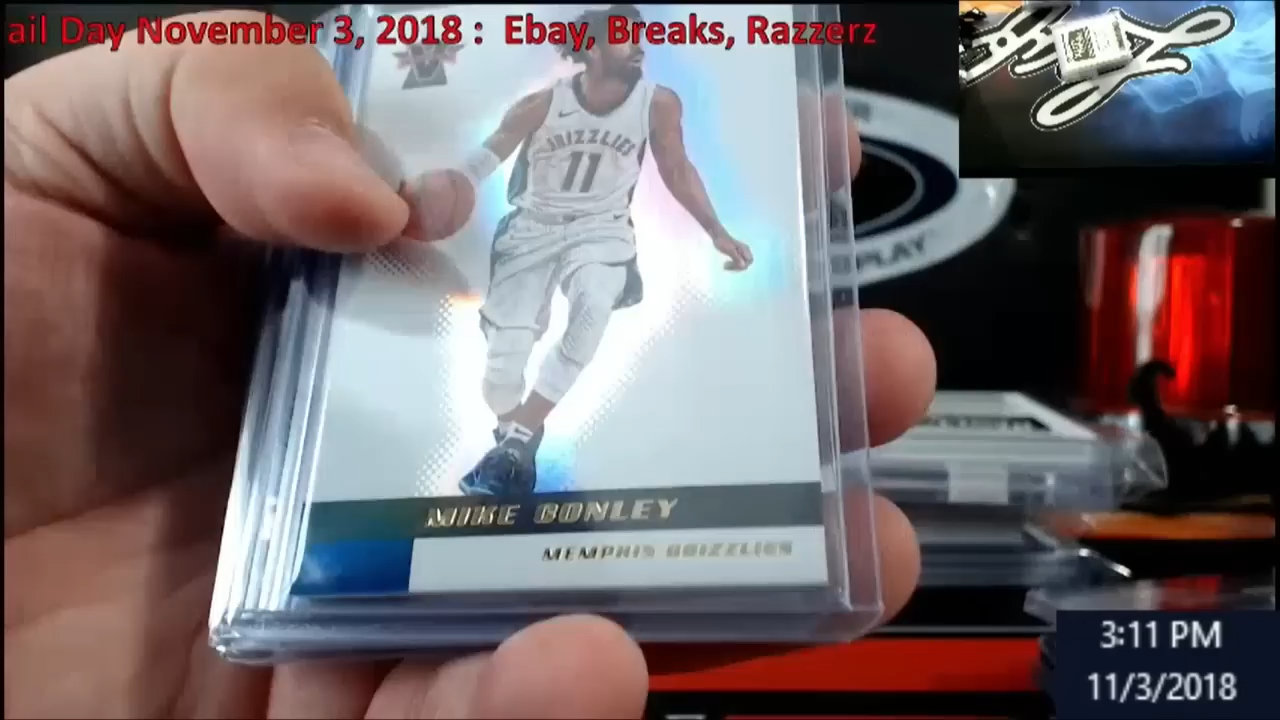 ail Day November 3, 2018 : Ebay, Breaks, Razzerz
GRIZZLIES
11
PLAY
MIKE CONLEY
MEMPHIS GRIZZLIES
3:11 PM
11/3/2018